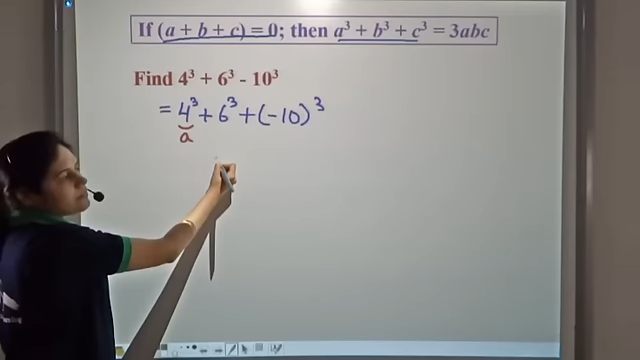 If (a + b + c) = 0; then a³ + b³ + c³ = 3abc
Find 4³ + 6³ - 10³
= 4³ + 6³ + (-10)³
a